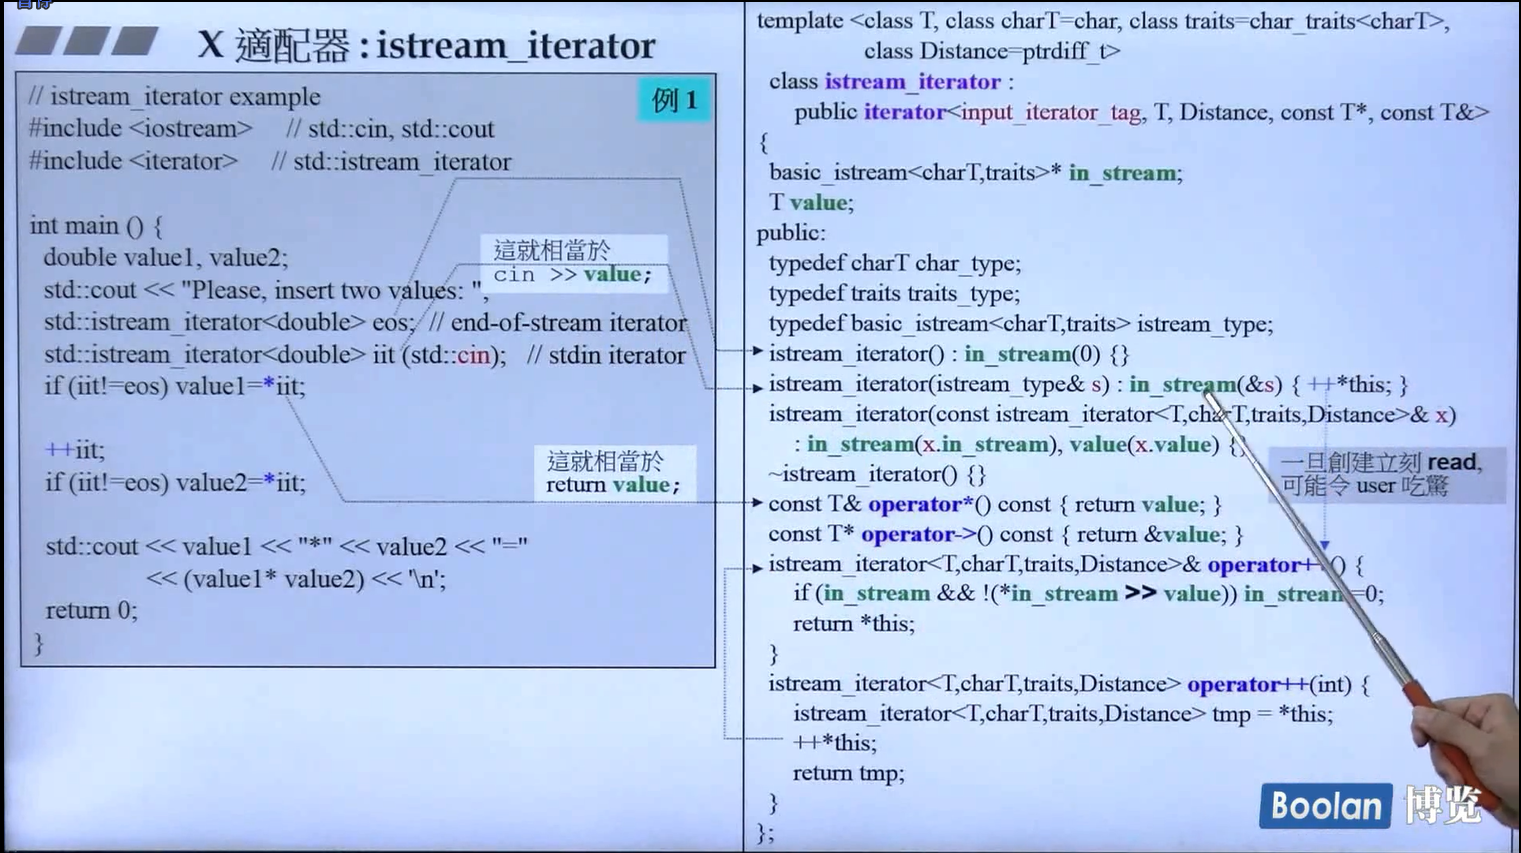 暂停
X 適配器 : istream_iterator
例 1
// istream_iterator example
#include <iostream> // std::cin, std::cout
#include <iterator> // std::istream_iterator
int main () {
double value1, value2;
std::cout << "Please, insert two values: ";
std::istream_iterator<double> eos; // end-of-stream iterator
std::istream_iterator<double> iit (std::cin); // stdin iterator
if (iit!=eos) value1=*iit;
++iit;
if (iit!=eos) value2=*iit;
std::cout << value1 << "*" << value2 << "="
<< (value1* value2) << '\n';
return 0;
}
這就相當於
cin >> value;
這就相當於
return value;
template <class T, class charT=char, class traits=char_traits<charT>,
class Distance=ptrdiff_t>
class istream_iterator :
public iterator<input_iterator_tag, T, Distance, const T*, const T&>
{
basic_istream<charT,traits>* in_stream;
T value;
public:
typedef charT char_type;
typedef traits traits_type;
typedef basic_istream<charT,traits> istream_type;
istream_iterator() : in_stream(0) {}
istream_iterator(istream_type& s) : in_stream(&s) { ++*this; }
istream_iterator(const istream_iterator<T,charT,traits,Distance>& x)
: in_stream(x.in_stream), value(x.value) {}
~istream_iterator() {}
const T& operator*() const { return value; }
const T* operator->() const { return &value; }
istream_iterator<T,charT,traits,Distance>& operator++() {
if (in_stream && !(*in_stream >> value)) in_stream=0;
return *this;
}
istream_iterator<T,charT,traits,Distance> operator++(int) {
istream_iterator<T,charT,traits,Distance> tmp = *this;
++*this;
return tmp;
}
};
一旦創建立刻 read,
可能令 user 吃驚
Boolan 博览